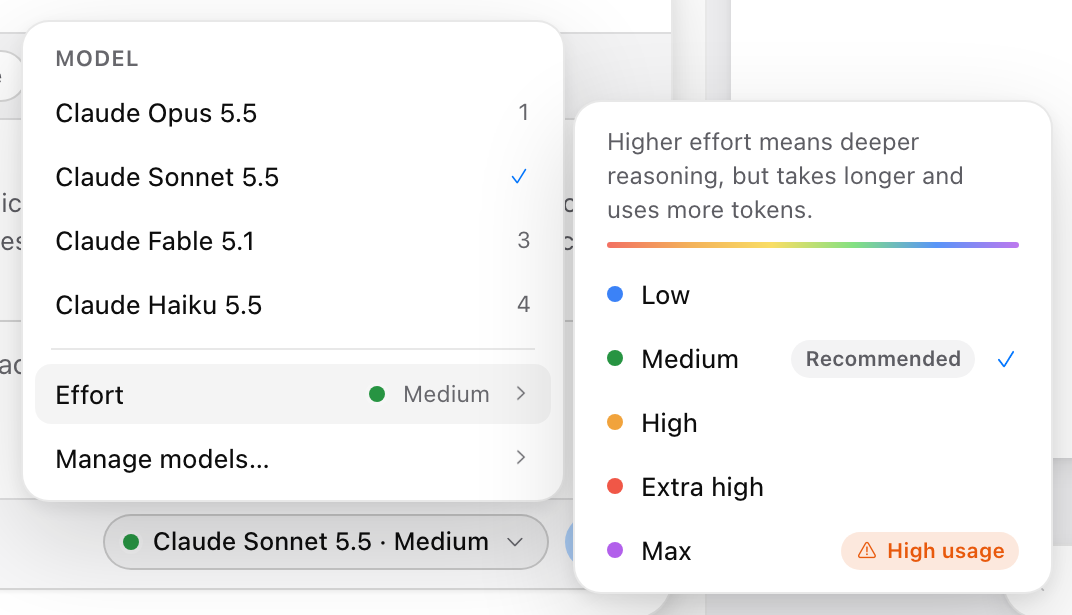 MODEL
Claude Opus 5.5 1
Claude Sonnet 5.5
Claude Fable 5.1 3
Claude Haiku 5.5 4
Effort Medium
Manage models...
Claude Sonnet 5.5 · Medium
Higher effort means deeper
reasoning, but takes longer and
uses more tokens.
Low
Medium Recommended
High
Extra high
Max High usage